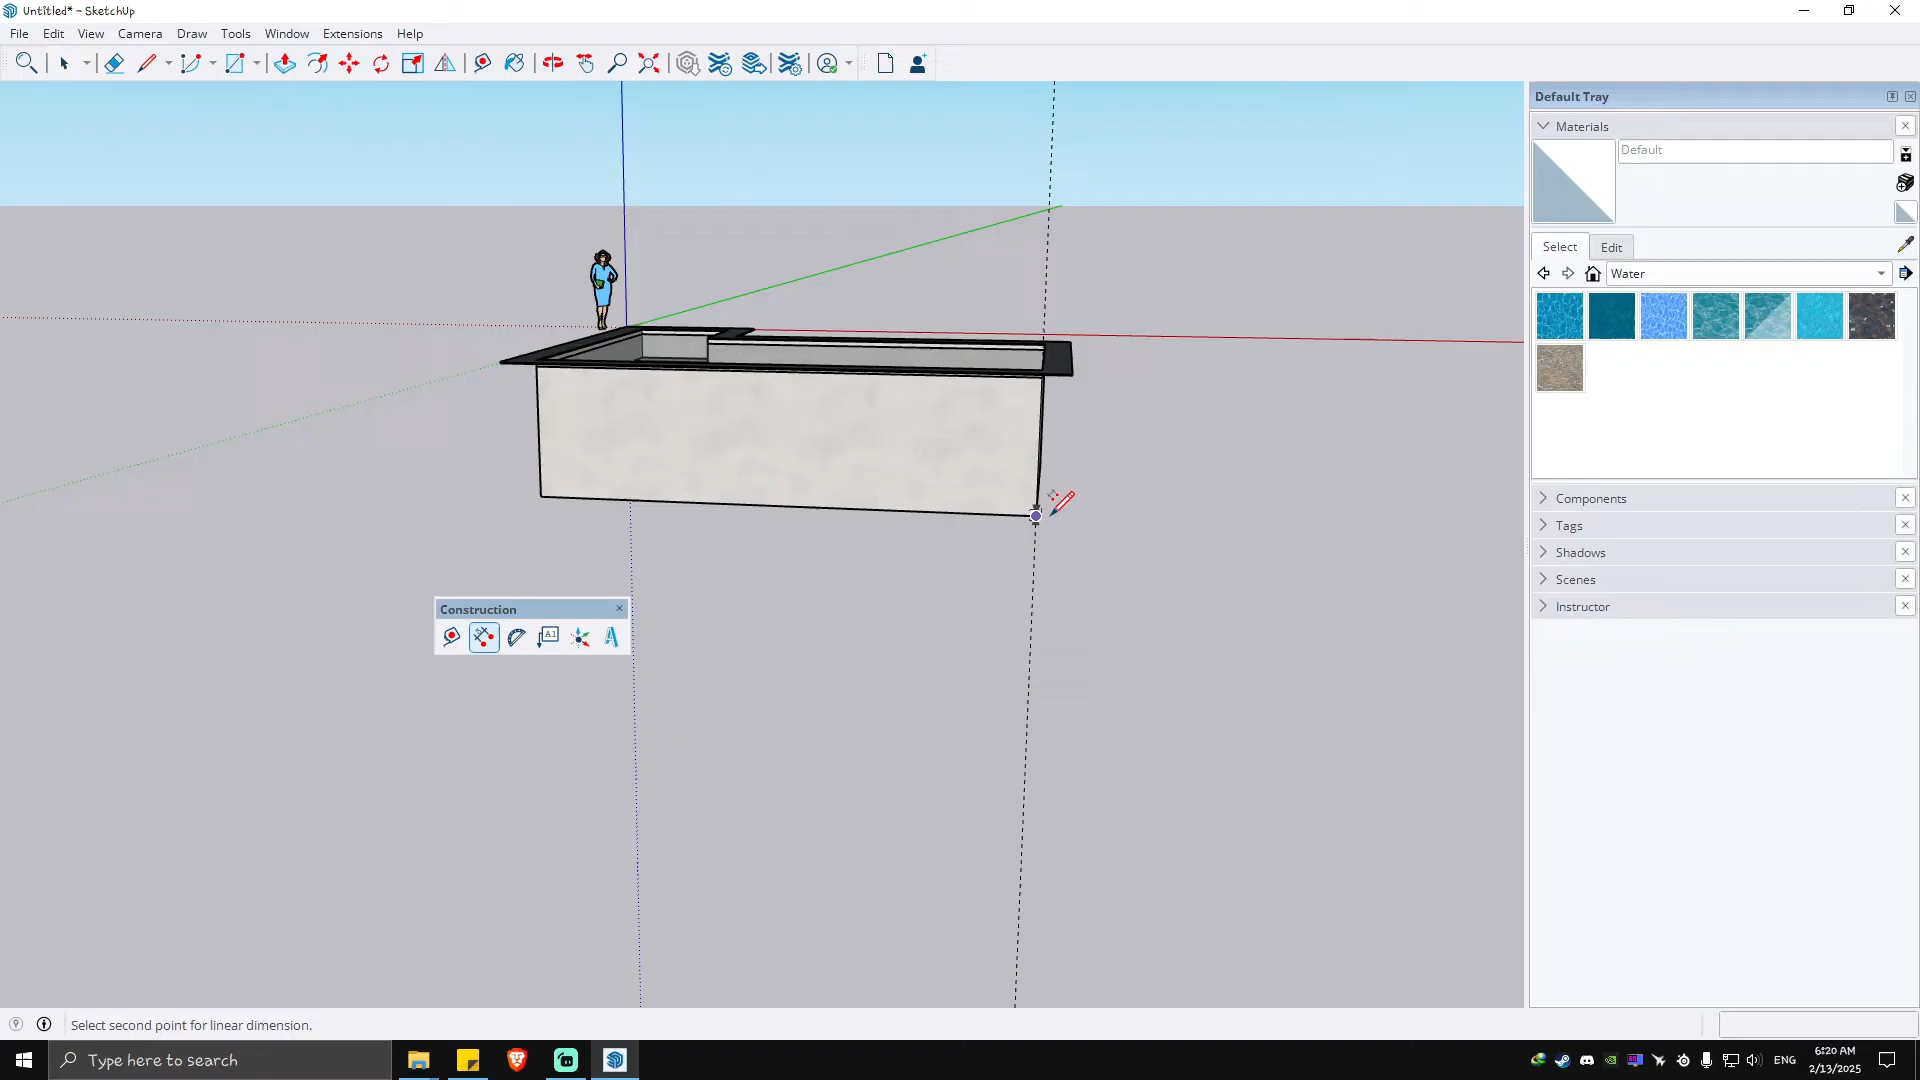 Untitled* - SketchUp
File Edit View Camera Draw Tools Window Extensions Help
Default Tray
Materials
Default
Select Edit
Water
Components
Tags
Shadows
Scenes
Instructor
Construction
A1
Select second point for linear dimension.
Type here to search
ENG
6:20 AM
2/13/2025